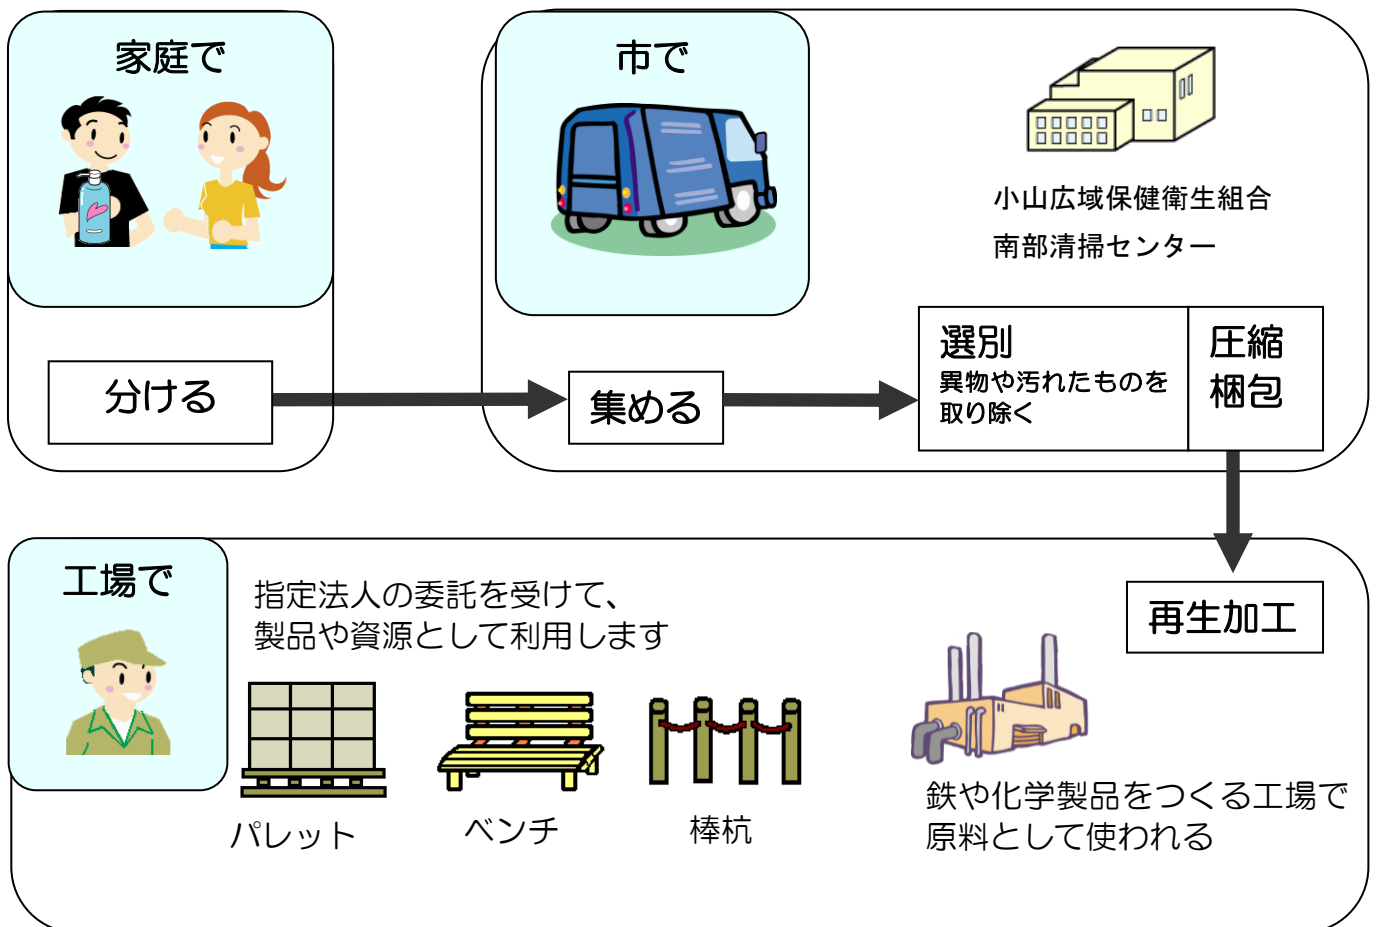 家庭で
市で
小山広域保健衛生組合
南部清掃センター
分ける
集める
選別
異物や汚れたものを
取り除く
圧縮
梱包
工場で
指定法人の委託を受けて、
製品や資源として利用します
再生加工
パレット
ベンチ
棒杭
鉄や化学製品をつくる工場で
原料として使われる